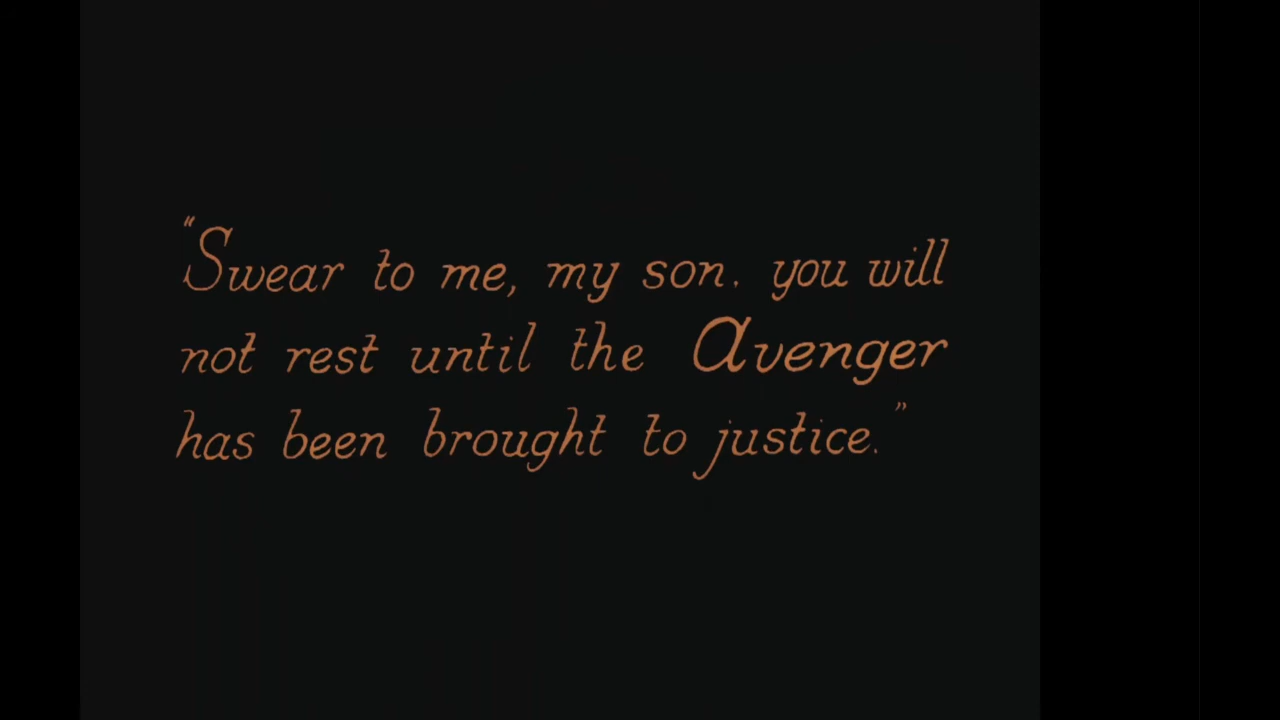 "Swear to me, my son. you will
not rest until the Avenger
has been brought to justice."